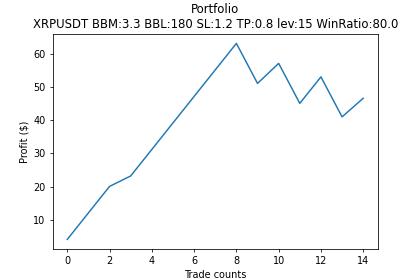 Portfolio
XRPUSDT BBM:3.3 BBL:180 SL:1.2 TP:0.8 lev:15 WinRatio:80.0
Profit ($)
60
50
40
30
20
10
0 2 4 6 8 10 12 14
Trade counts